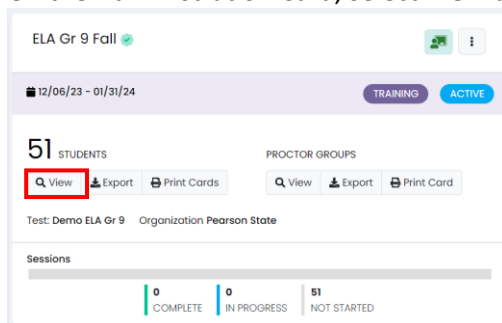 ELA Gr 9 Fall
12/06/23 - 01/31/24 TRAINING ACTIVE
51 STUDENTS PROCTOR GROUPS
View Export Print Cards View Export Print Card
Test: Demo ELA Gr 9 Organization Pearson State
Sessions
0 0 51
COMPLETE IN PROGRESS NOT STARTED